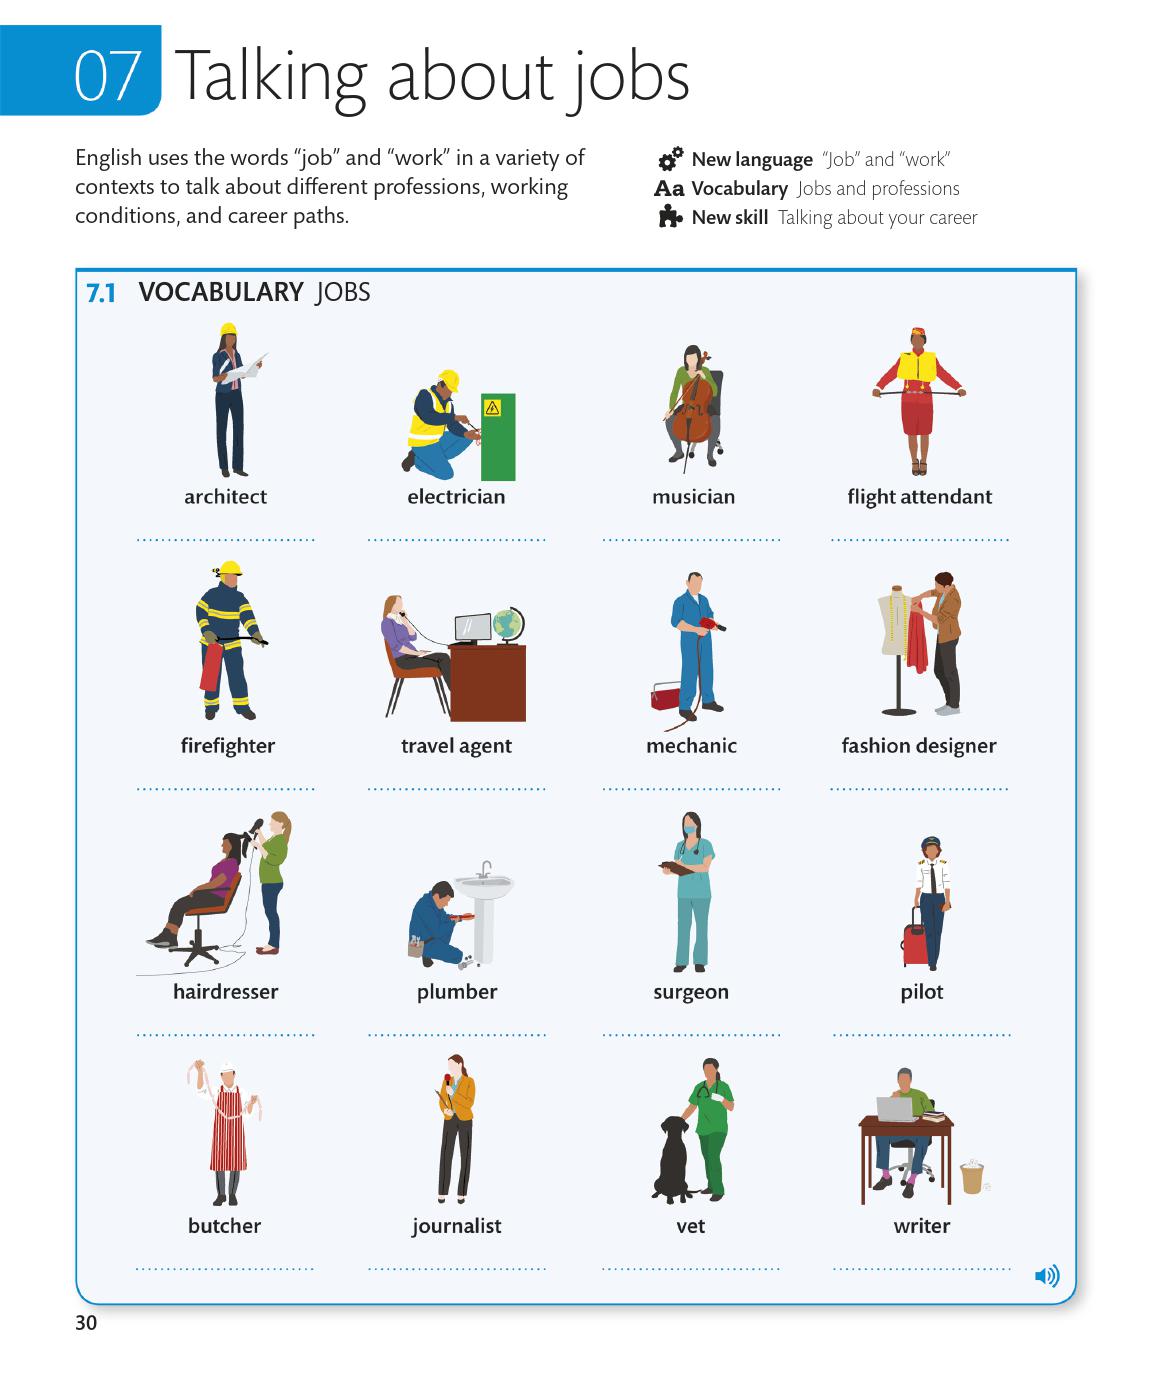 07 Talking about jobs
English uses the words “job” and “work” in a variety of
contexts to talk about different professions, working
conditions, and career paths.
New language “Job” and “work”
Aa Vocabulary Jobs and professions
New skill Talking about your career
7.1 VOCABULARY JOBS
architect
electrician
musician
flight attendant
firefighter
travel agent
mechanic
fashion designer
hairdresser
plumber
surgeon
pilot
butcher
journalist
vet
writer
30